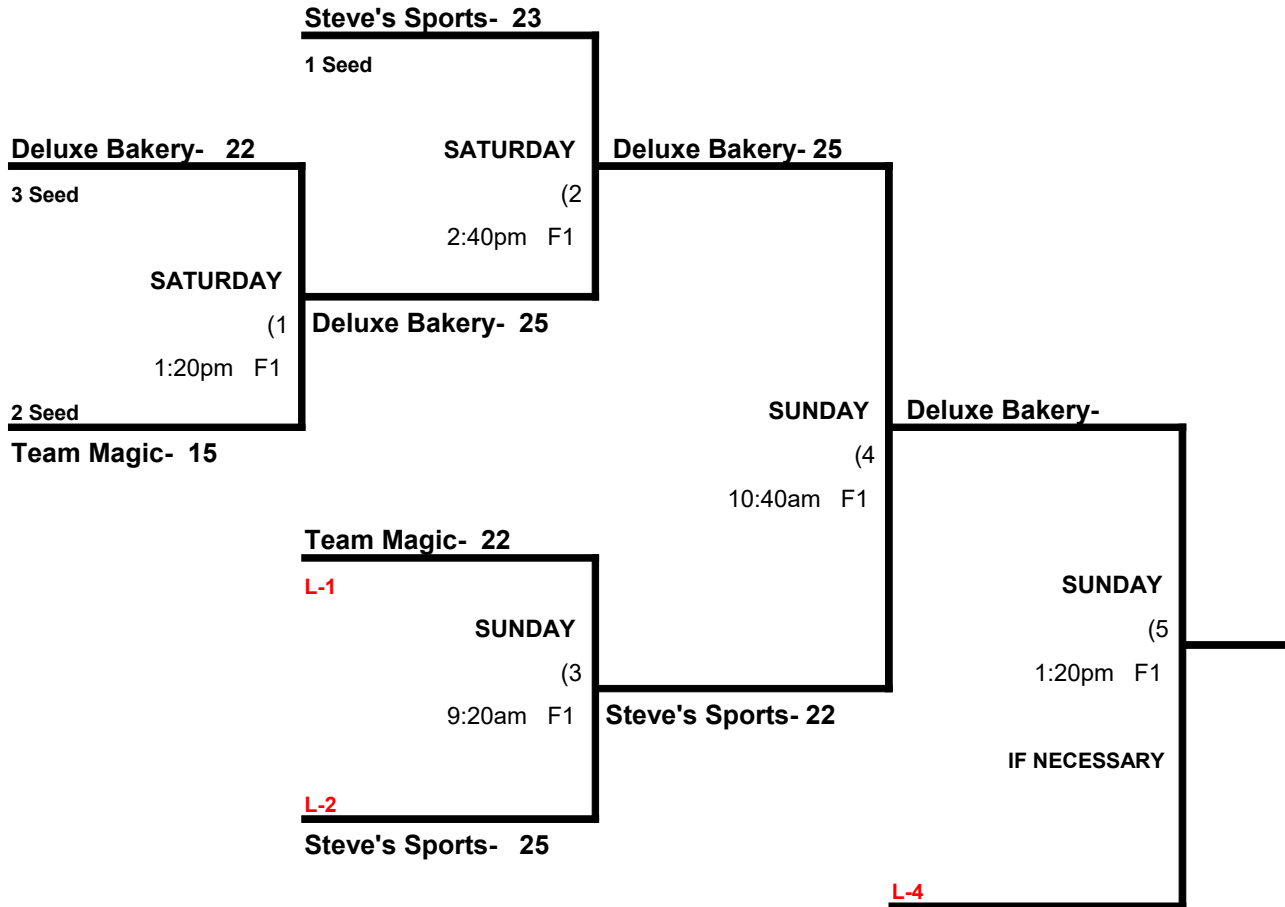 Steve's Sports- 23
1 Seed
Deluxe Bakery- 22
3 Seed
SATURDAY
(2
2:40pm F1
Deluxe Bakery- 25
SATURDAY
(1
1:20pm F1
Deluxe Bakery- 25
2 Seed
Team Magic- 15
SUNDAY
(4
10:40am F1
Deluxe Bakery-
Team Magic- 22
L-1
SUNDAY
(3
9:20am F1
Steve's Sports- 22
SUNDAY
(5
1:20pm F1
IF NECESSARY
L-2
Steve's Sports- 25
L-4